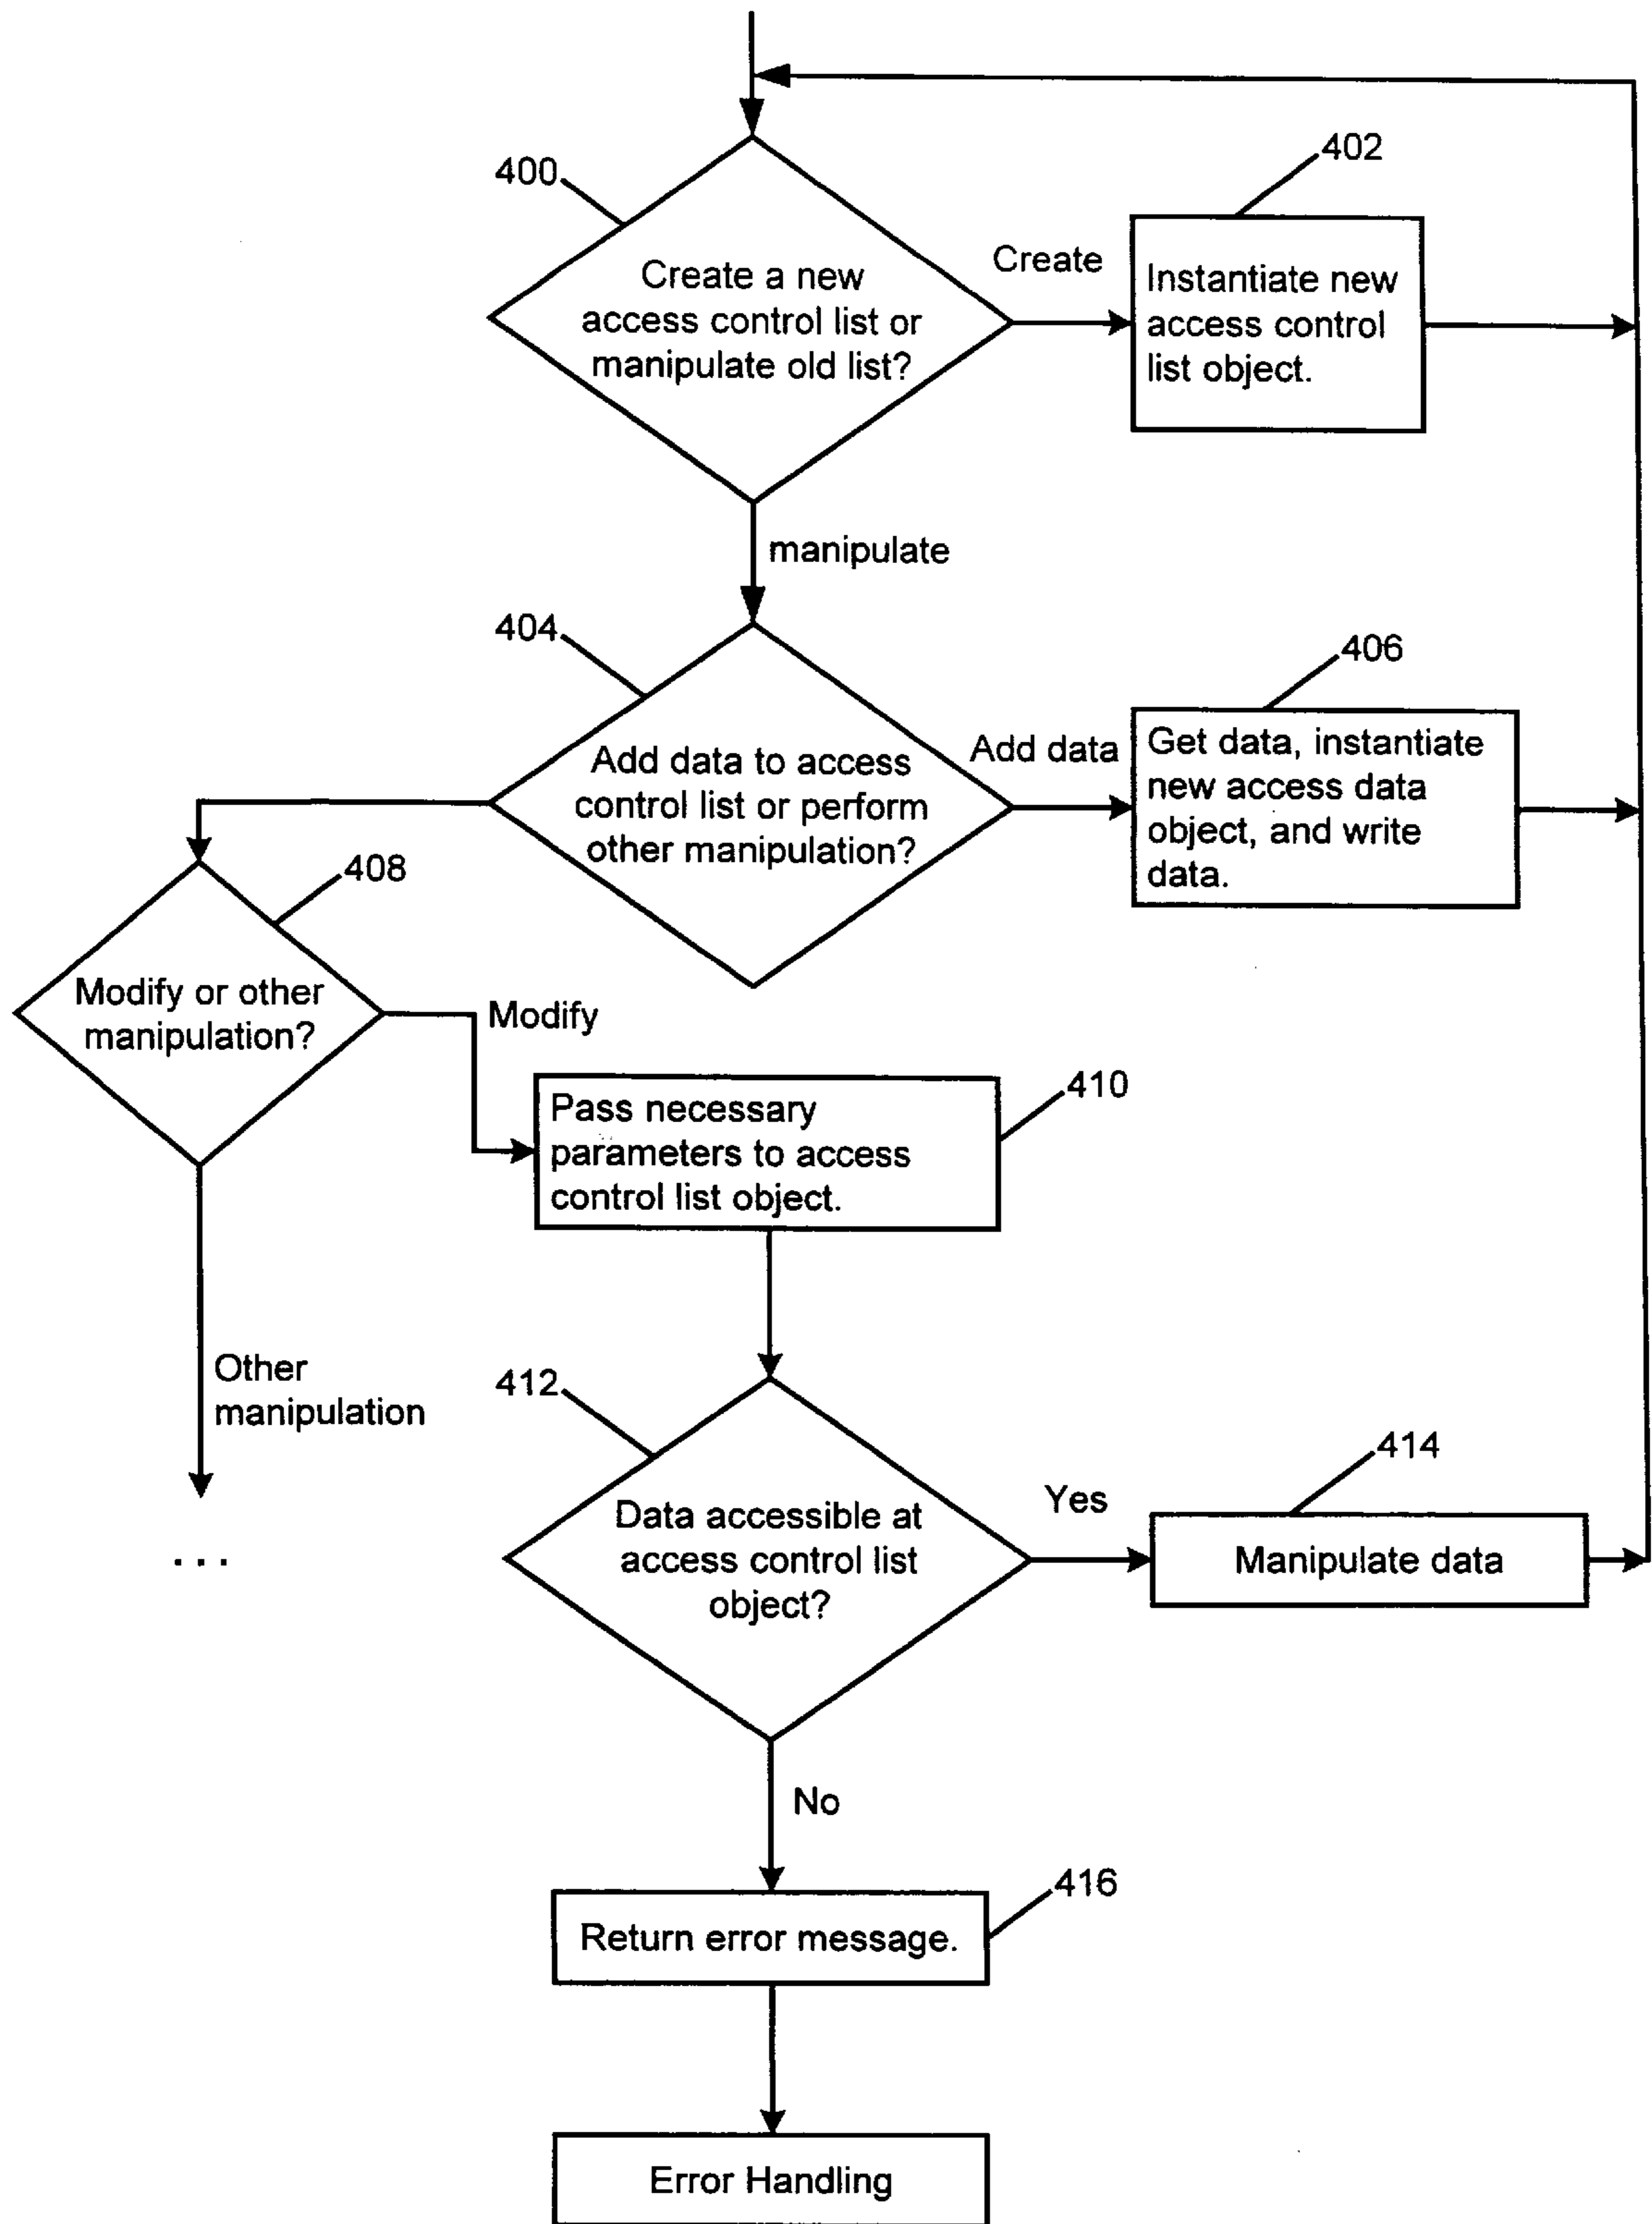 400
402
Create a new
access control list or
manipulate old list?
Create
Instantiate new
access control
list object.
manipulate
404
406
Add data to access
control list or perform
other manipulation?
Add data
Get data, instantiate
new access data
object, and write
data.
408
Modify or other
manipulation?
Modify
410
Pass necessary
parameters to access
control list object.
Other
manipulation
...
412
414
Data accessible at
access control list
object?
Yes
Manipulate data
No
416
Return error message.
Error Handling